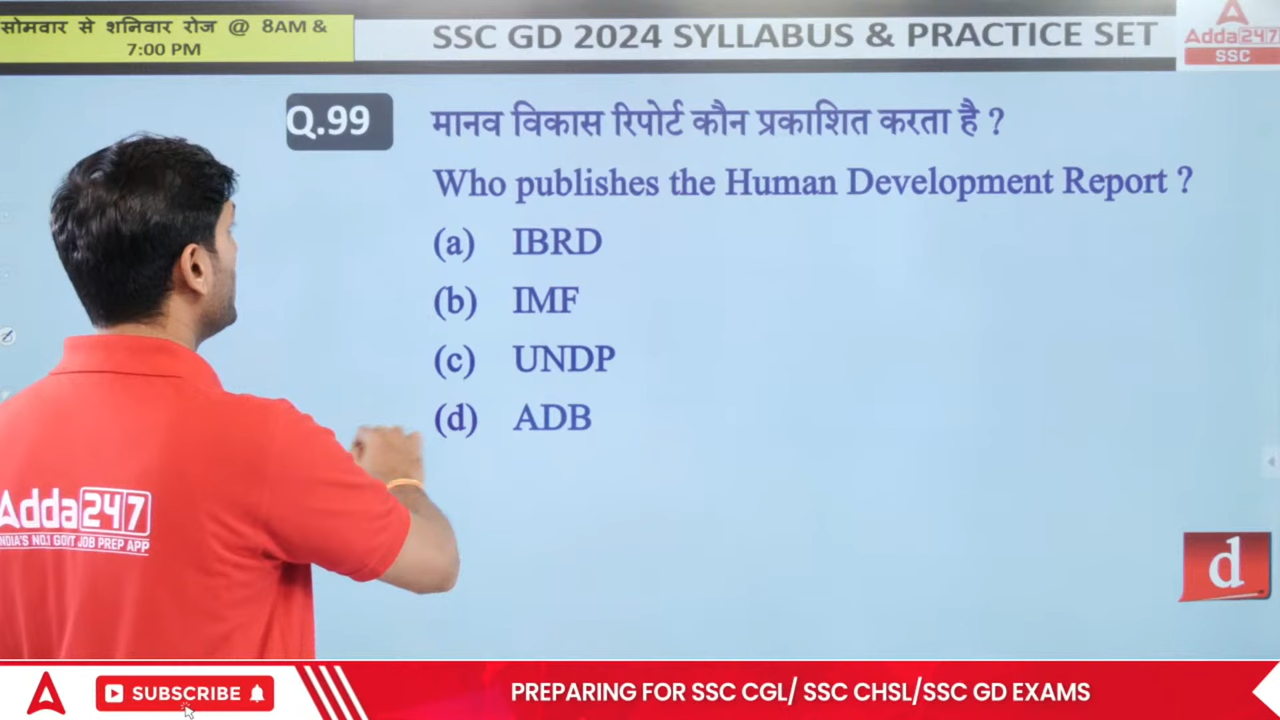 सोमवार से शनिवार रोज @ 8AM &
7:00 PM
SSC GD 2024 SYLLABUS & PRACTICE SET
Adda247
SSC
Q.99 मानव विकास रिपोर्ट कौन प्रकाशित करता है ?
Who publishes the Human Development Report ?
(a) IBRD
(b) IMF
(c) UNDP
(d) ADB
Adda247
INDIA'S NO.1 GOVT JOB PREP APP
d
SUBSCRIBE
PREPARING FOR SSC CGL/ SSC CHSL/SSC GD EXAMS